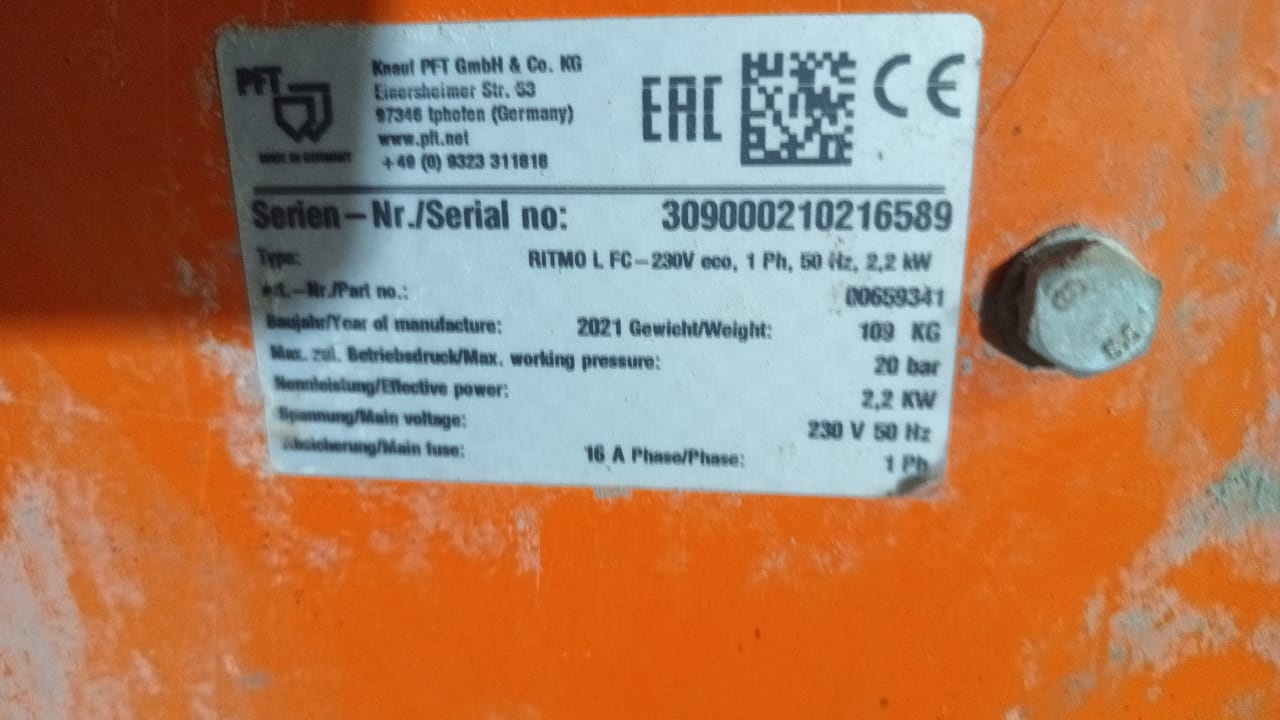 PFT
MADE IN GERMANY
Knauf PFT GmbH & Co. KG
Einersheimer Str. 53
97346 Iphofen (Germany)
www.pft.net
+49 (0) 9323 311818
EAC
CE
Serien-Nr./Serial no: 309000210216589
Type: RITMO L FC-230V eco, 1 Ph, 50 Hz, 2,2 kW
Art.-Nr./Part no.: 00659341
Baujahr/Year of manufacture: 2021 Gewicht/Weight: 109 KG
Max. zul. Betriebsdruck/Max. working pressure: 20 bar
Nennleistung/Effective power: 2,2 KW
Spannung/Main voltage: 230 V 50 Hz
Absicherung/Main fuse: 16 A Phase/Phase: 1 Ph